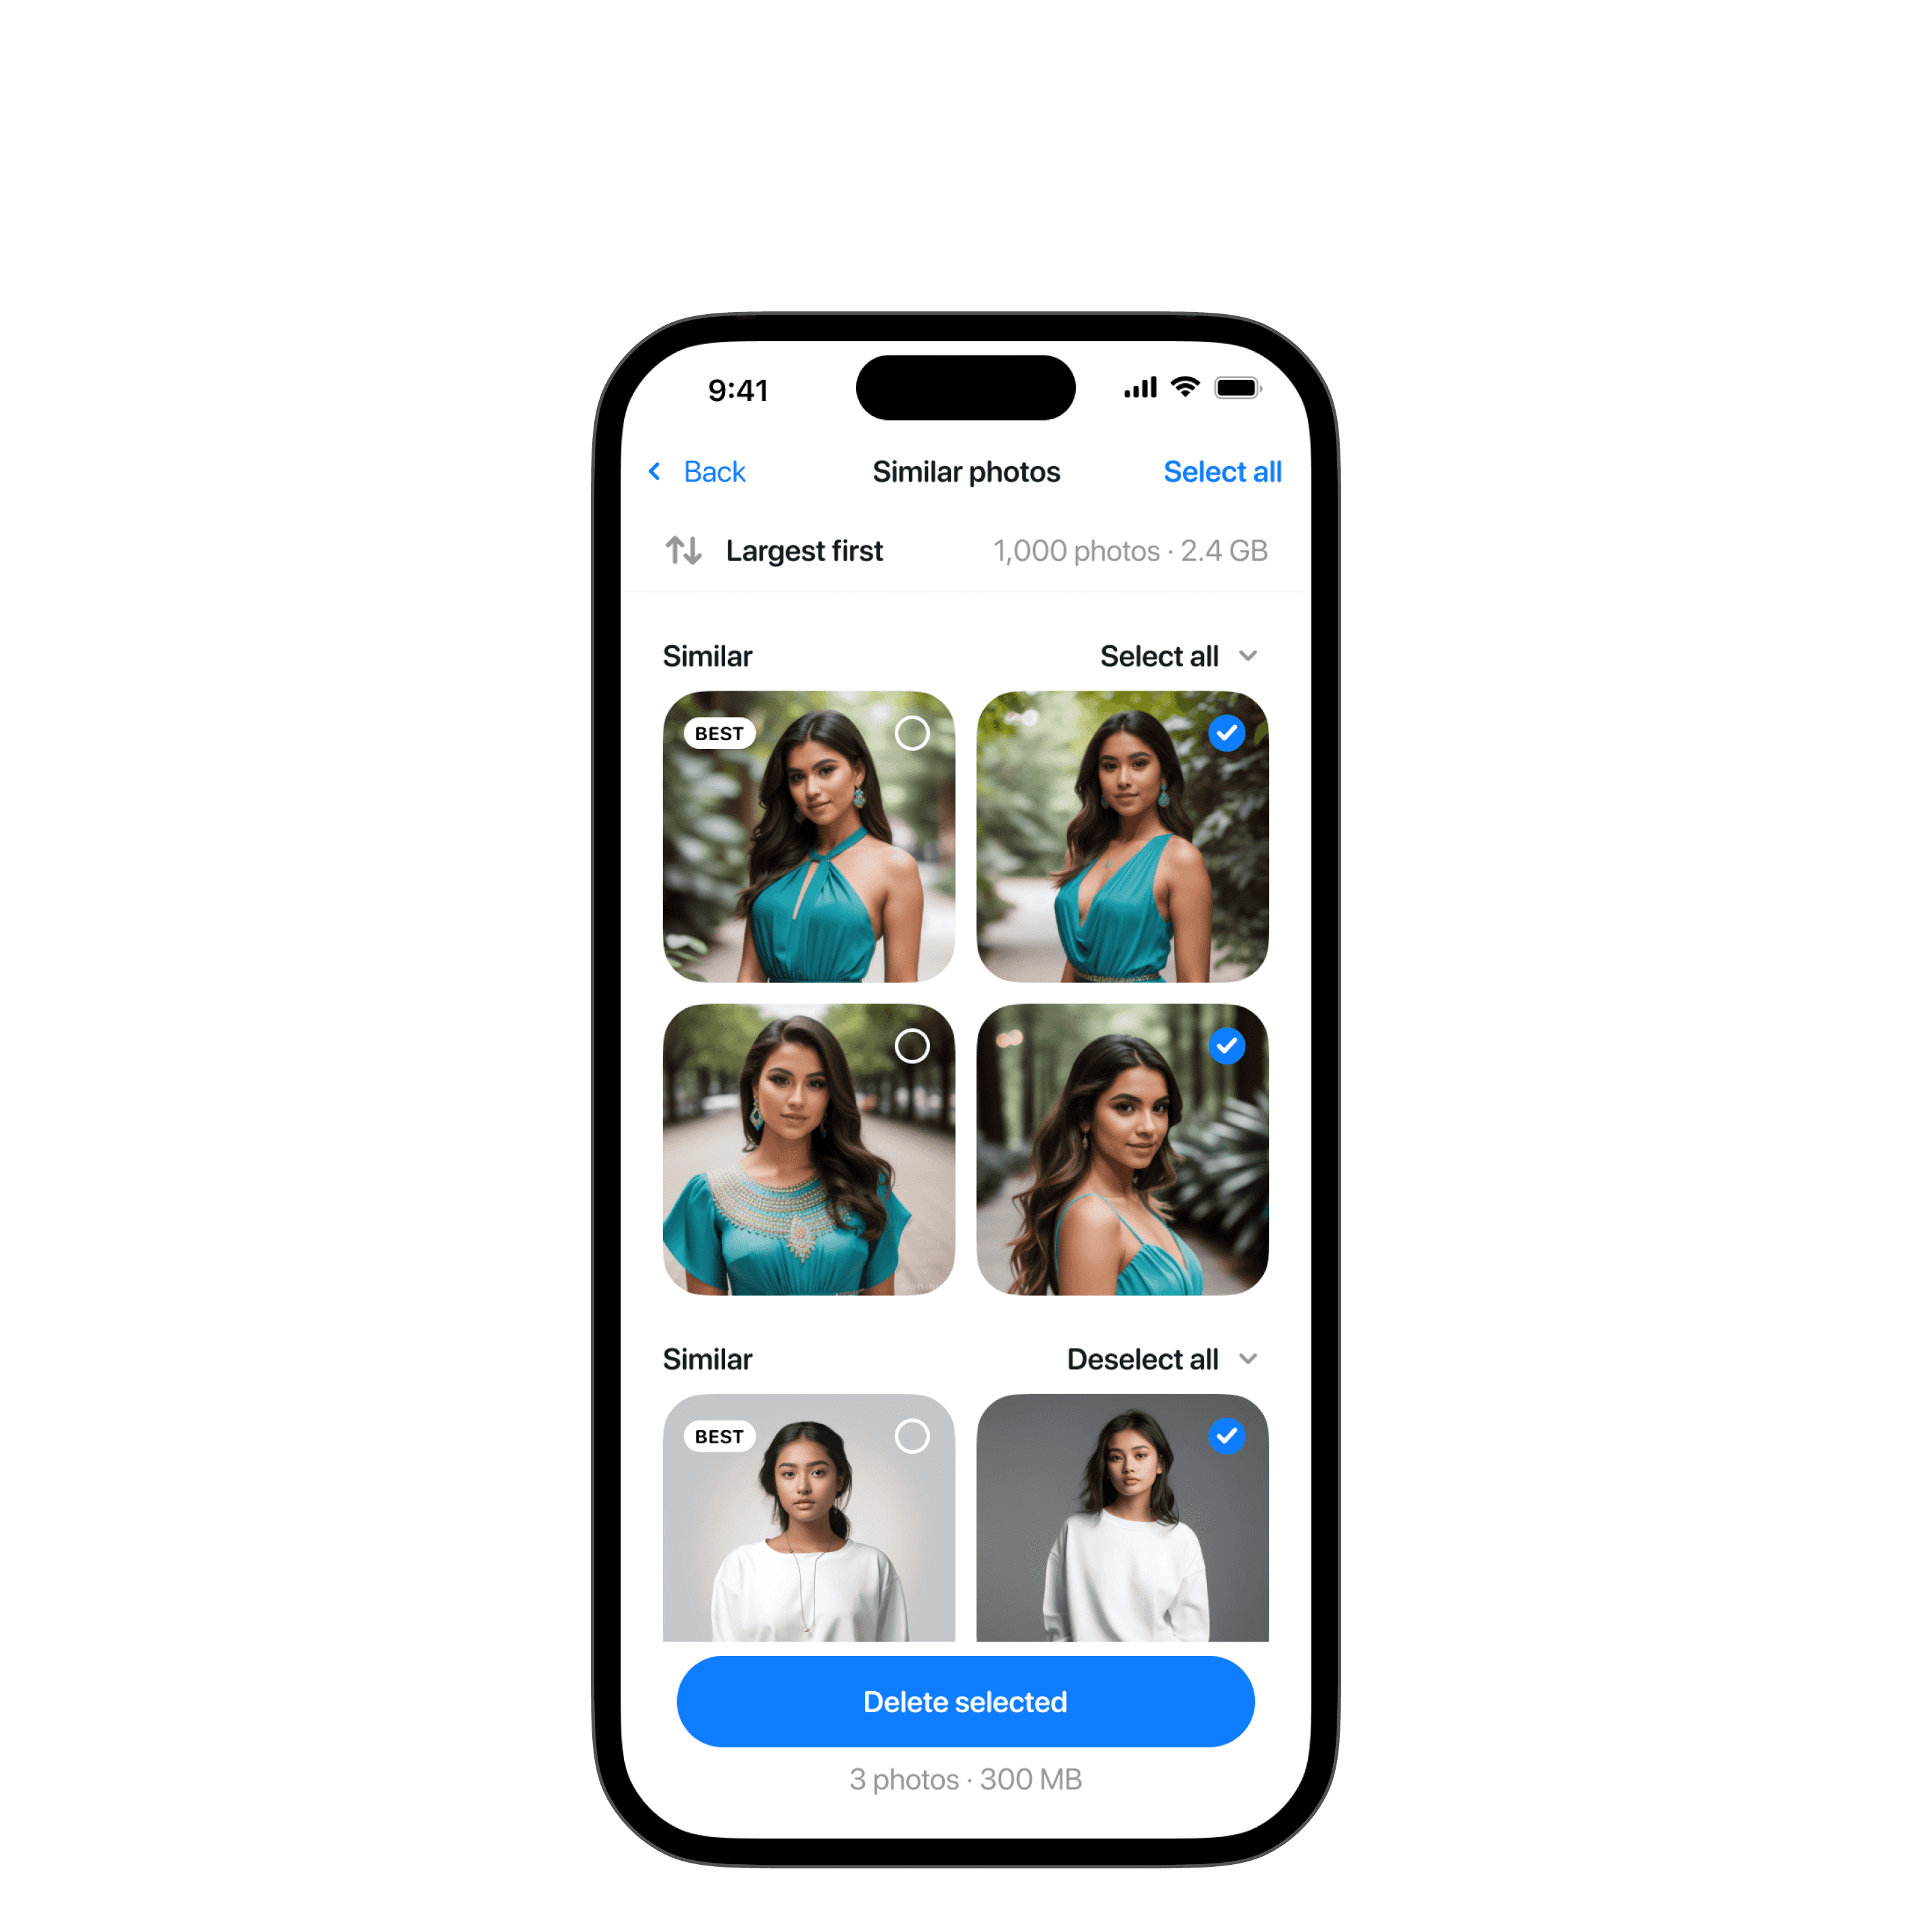 9:41
Back Similar photos Select all
Largest first 1,000 photos · 2.4 GB
Similar Select all
BEST
Similar Deselect all
BEST
Delete selected
3 photos · 300 MB